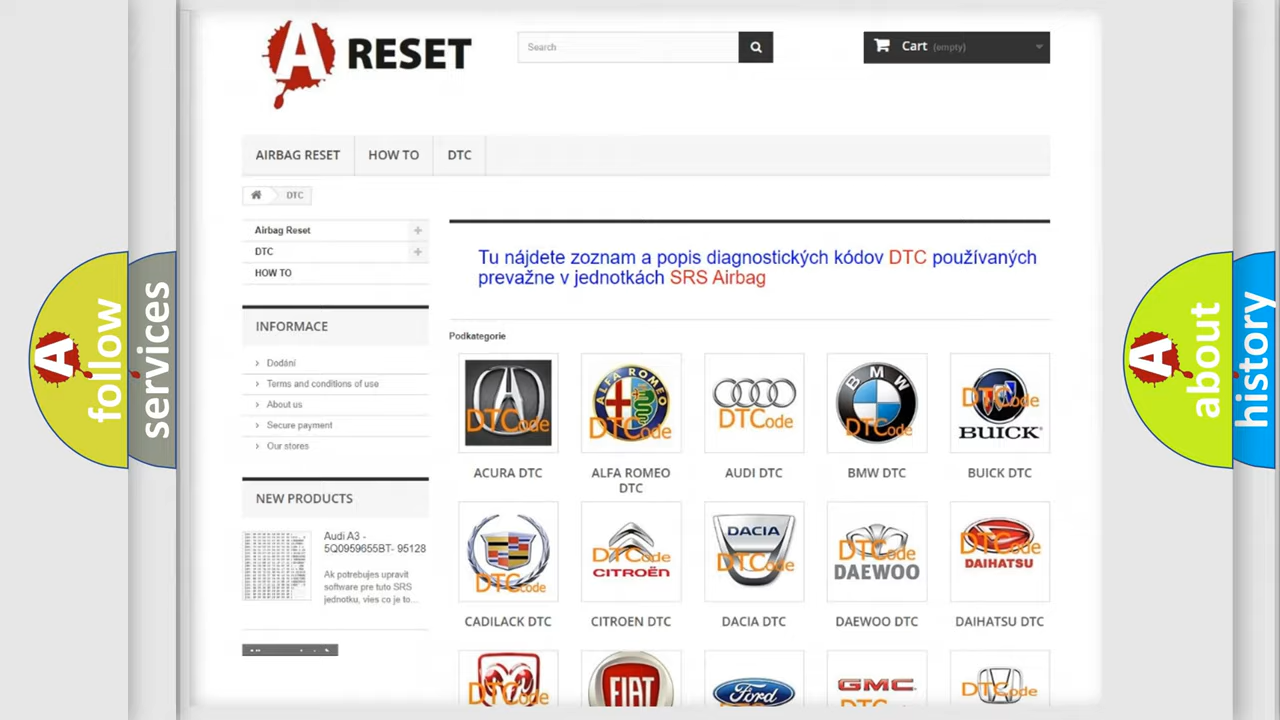 A RESET
Search
Cart (empty)
AIRBAG RESET
HOW TO
DTC
DTC
Airbag Reset
DTC
HOW TO
INFORMACE
Dodání
Terms and conditions of use
About us
Secure payment
Our stores
NEW PRODUCTS
Audi A3 -
5Q0959655BT- 95128
Ak potrebujes upravit
software pre tuto SRS
jednotku, vies co je to...
Tu nájdete zoznam a popis diagnostických kódov DTC používaných
prevažne v jednotkách SRS Airbag
Podkategorie
DTCode
ALFA ROMEO
DTCode
DTCode
BMW
DTCode
DTCode
BUICK
ACURA DTC
ALFA ROMEO
DTC
AUDI DTC
BMW DTC
BUICK DTC
DTCode
DTCode
CITROËN
DACIA
DTCode
DTCode
DAEWOO
DTCode
DAIHATSU
CADILACK DTC
CITROEN DTC
DACIA DTC
DAEWOO DTC
DAIHATSU DTC
DTCode
FIAT
Ford
GMC
DTCode
A follow
services
A about
history